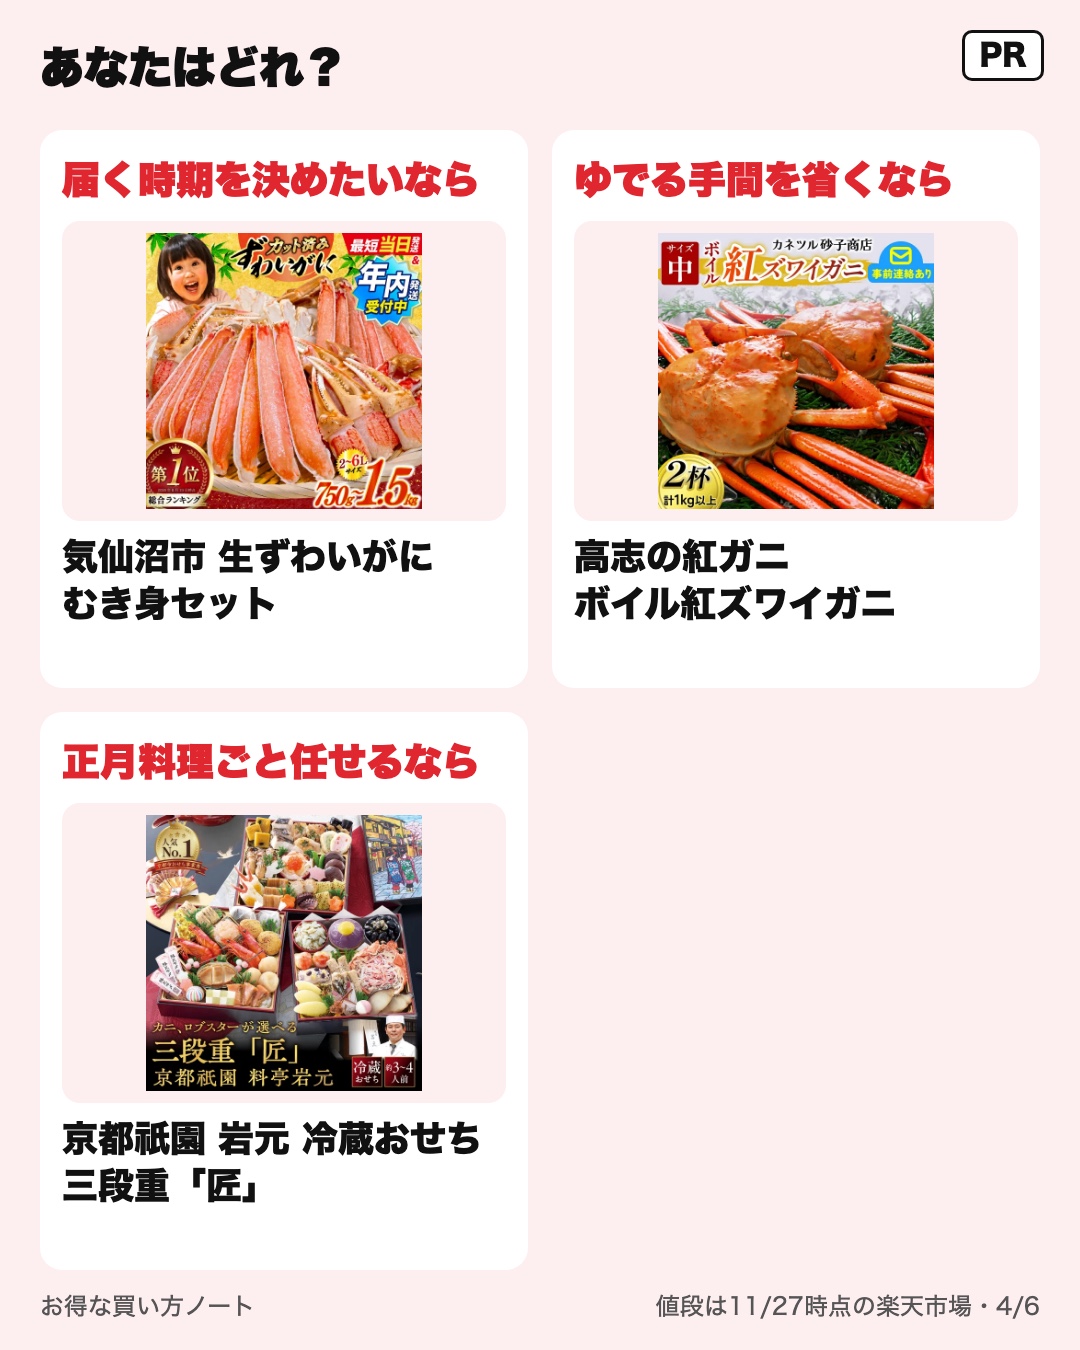 あなたはどれ？
PR
届く時期を決めたいなら
カット済み
ずわいがに
最短当日発送&
年内発送
受付中
第1位
総合ランキング
2~6L
サイズ
750g~1.5kg
気仙沼市 生ずわいがに
むき身セット
ゆでる手間を省くなら
サイズ
中
ボイル
紅ズワイガニ
カネツル砂子商店
事前連絡あり
2杯
計1kg以上
高志の紅ガニ
ボイル紅ズワイガニ
正月料理ごと任せるなら
人気
No.1
カニ、ロブスターが選べる
三段重「匠」
京都祇園 料亭岩元
冷蔵
おせち
約3~4
人前
京都祇園 岩元 冷蔵おせち
三段重「匠」
お得な買い方ノート
値段は11/27時点の楽天市場・4/6